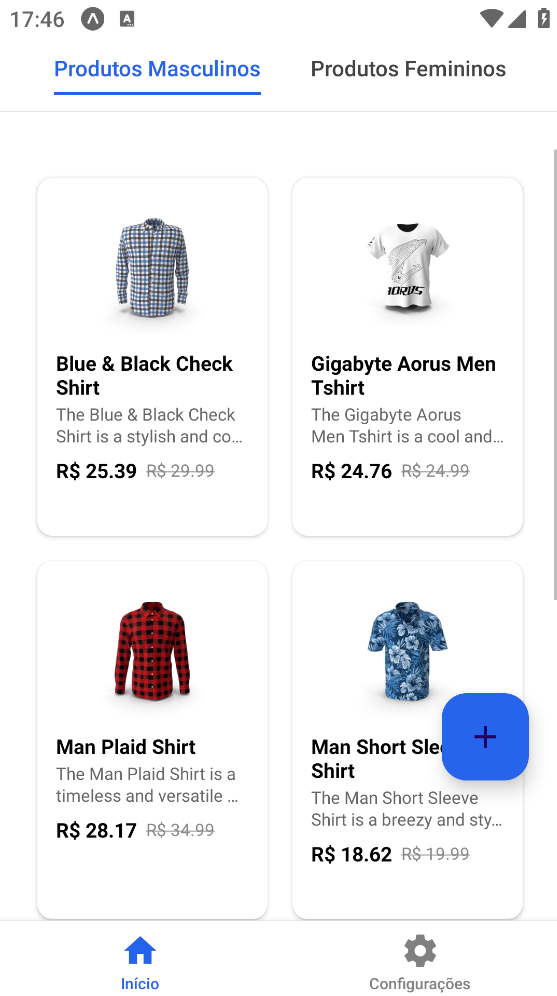 17:46
Produtos Masculinos
Produtos Femininos
AORUS
Blue & Black Check
Shirt
The Blue & Black Check
Shirt is a stylish and co...
R$ 25.39 R$ 29.99
Gigabyte Aorus Men
Tshirt
The Gigabyte Aorus
Men Tshirt is a cool and...
R$ 24.76 R$ 24.99
Man Plaid Shirt
The Man Plaid Shirt is a
timeless and versatile ...
R$ 28.17 R$ 34.99
Man Short
Shirt
The Man Short Sleeve
Shirt is a breezy and sty...
R$ 18.62 R$ 19.99
+
Início
Configurações